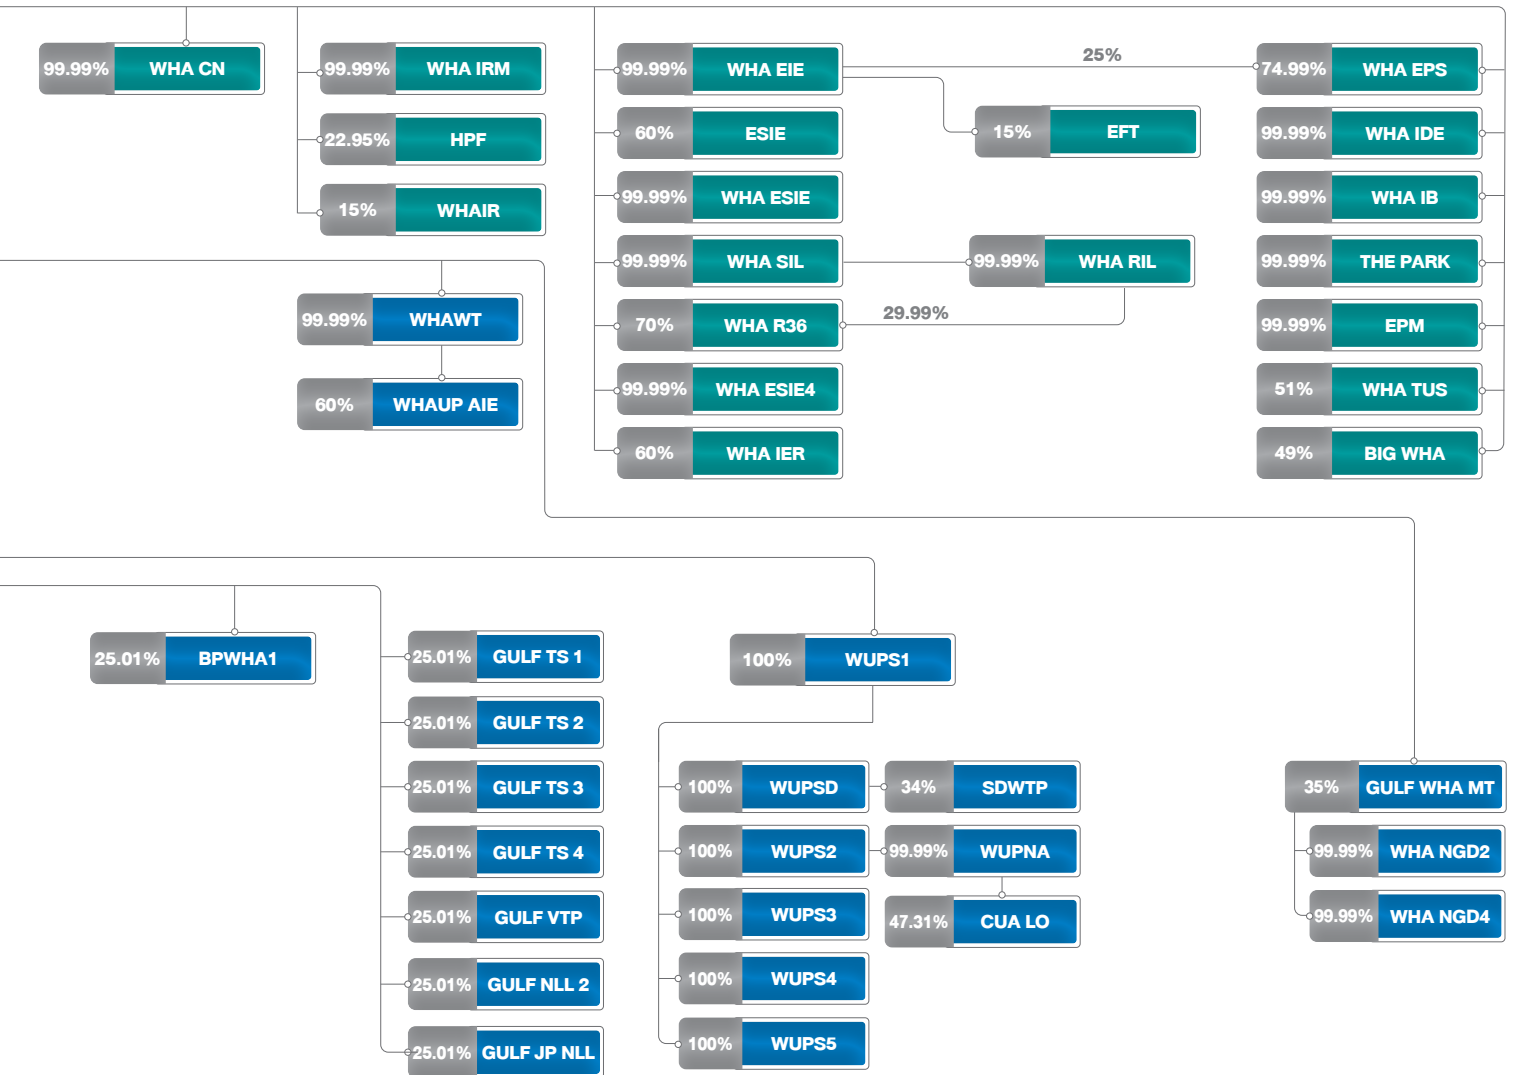 99.99% WHA CN
99.99% WHA IRM
22.95% HPF
15% WHAIR
99.99% WHA EIE
25%
15% EFT
60% ESIE
99.99% WHA ESIE
99.99% WHA SIL
99.99% WHA RIL
70% WHA R36
29.99%
99.99% WHA ESIE4
60% WHA IER
74.99% WHA EPS
99.99% WHA IDE
99.99% WHA IB
99.99% THE PARK
99.99% EPM
51% WHA TUS
49% BIG WHA
99.99% WHAWT
60% WHAUP AIE
25.01% BPWHA1
25.01% GULF TS 1
25.01% GULF TS 2
25.01% GULF TS 3
25.01% GULF TS 4
25.01% GULF VTP
25.01% GULF NLL 2
25.01% GULF JP NLL
100% WUPS1
100% WUPSD
34% SDWTP
100% WUPS2
99.99% WUPNA
47.31% CUA LO
100% WUPS3
100% WUPS4
100% WUPS5
35% GULF WHA MT
99.99% WHA NGD2
99.99% WHA NGD4